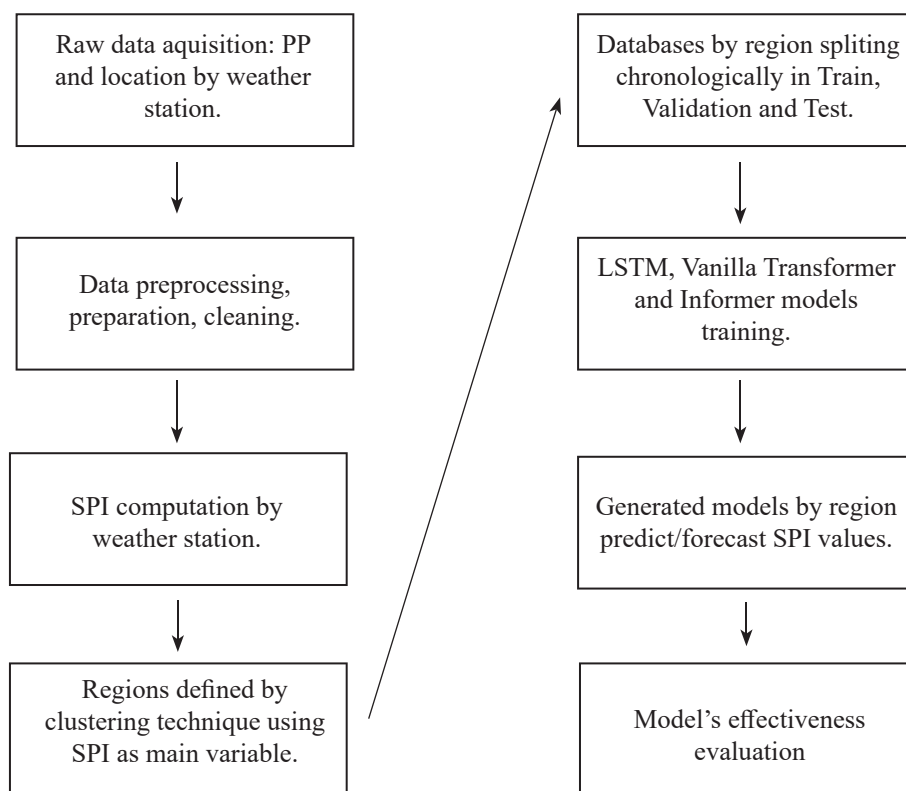 Raw data aquisition: PP
and location by weather
station.
Data preprocessing,
preparation, cleaning.
SPI computation by
weather station.
Regions defined by
clustering technique using
SPI as main variable.
Databases by region spliting
chronologically in Train,
Validation and Test.
LSTM, Vanilla Transformer
and Informer models
training.
Generated models by region
predict/forecast SPI values.
Model’s effectiveness
evaluation